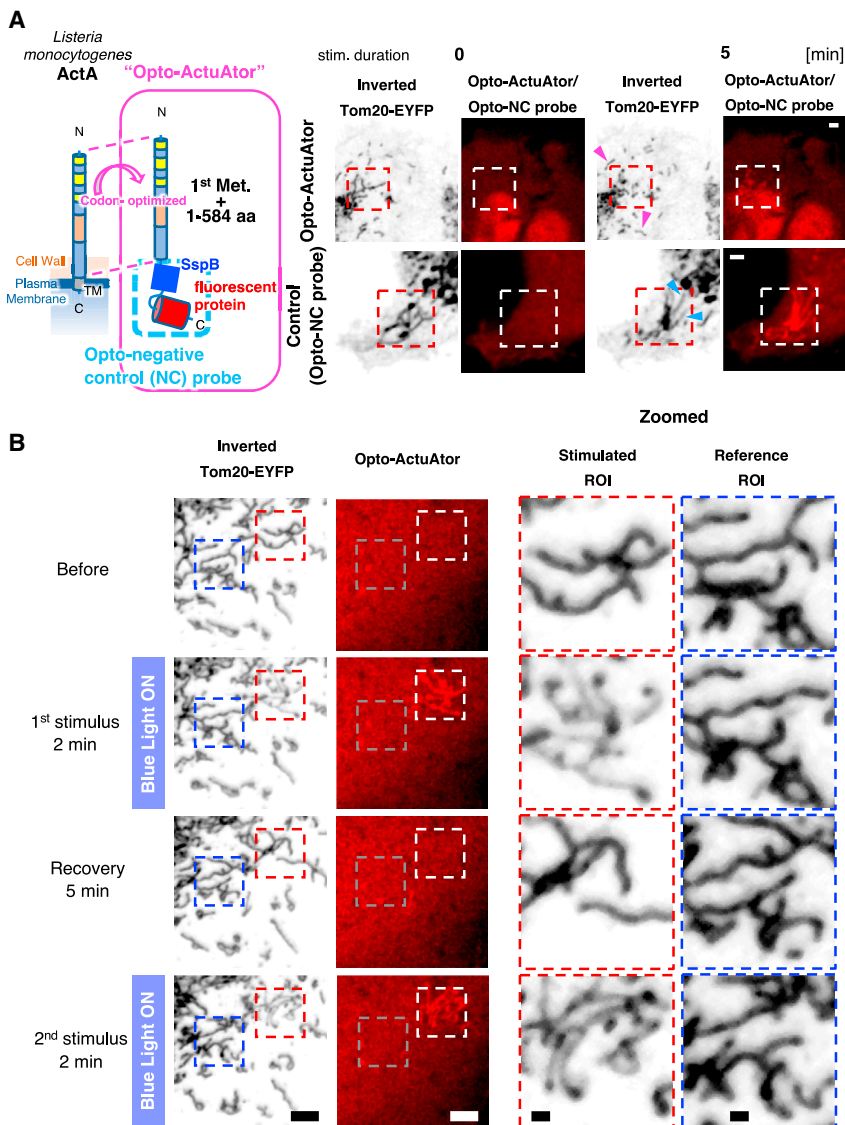 A
Listeria
monocytogenes
ActA
“Opto-ActuAtor”
N
N
Codon- optimized
1st Met.
+
1-584 aa
Cell Wall
Plasma
Membrane
TM
C
SspB
fluorescent
protein
C
Opto-negative
control (NC) probe
stim. duration
0
5
[min]
Inverted
Tom20-EYFP
Opto-ActuAtor/
Opto-NC probe
Inverted
Tom20-EYFP
Opto-ActuAtor/
Opto-NC probe
Opto-ActuAtor
Control
(Opto-NC probe)
B
Inverted
Tom20-EYFP
Opto-ActuAtor
Zoomed
Stimulated
ROI
Reference
ROI
Before
1st stimulus
2 min
Blue Light ON
Recovery
5 min
2nd stimulus
2 min
Blue Light ON